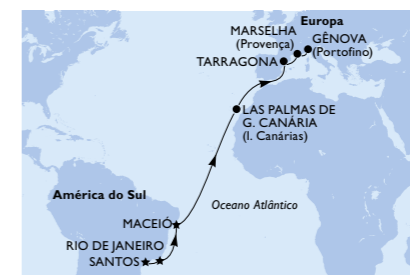 Europa
MARSELHA
(Provença)
GÊNOVA
(Portofino)
TARRAGONA
LAS PALMAS DE
G. CANÁRIA
(I. Canárias)
América do Sul
Oceano Atlântico
MACEIÓ
RIO DE JANEIRO
SANTOS